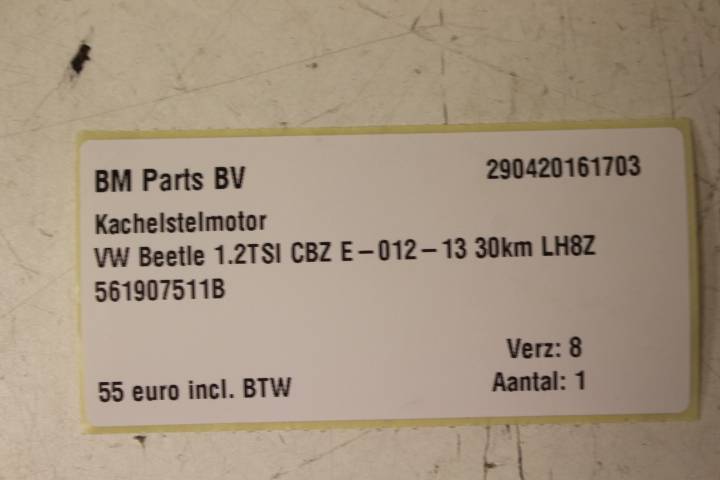 BM Parts BV 290420161703
Kachelstelmotor
VW Beetle 1.2TSI CBZ E-012-13 30km LH8Z
561907511B
Verz: 8
55 euro incl. BTW Aantal: 1